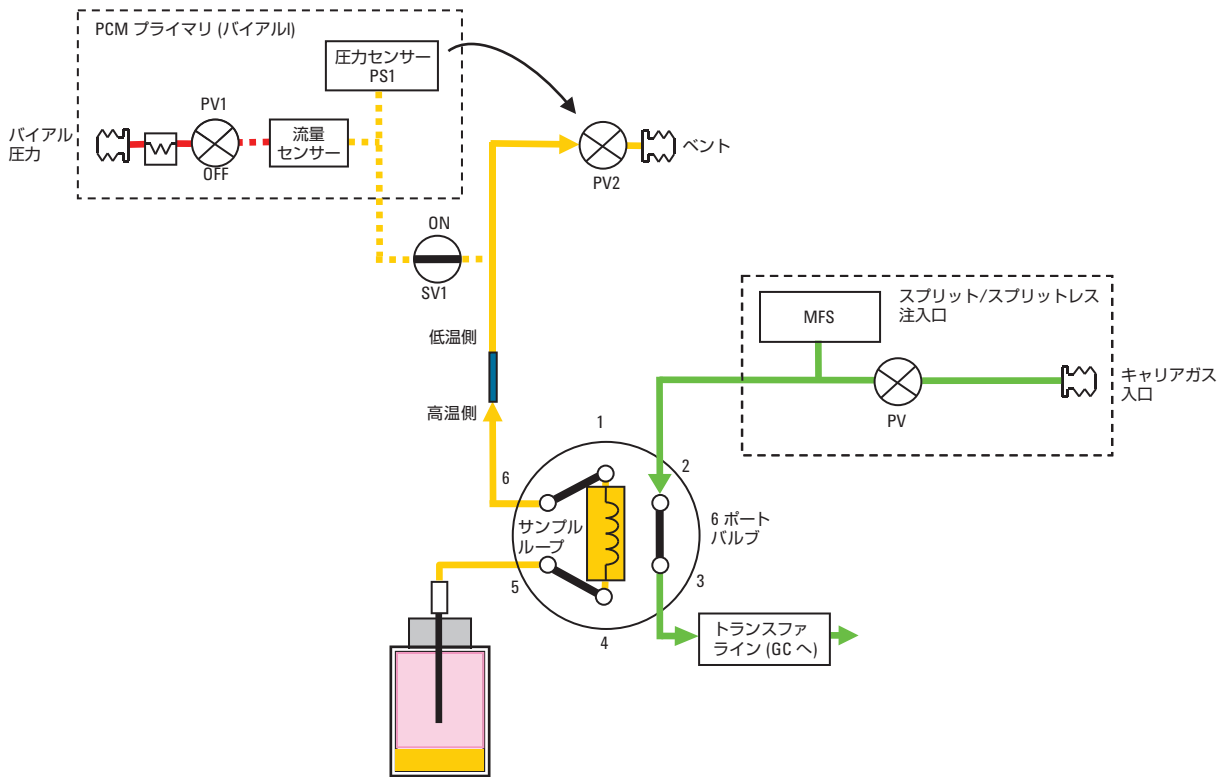 PCM プライマリ (バイアルI)
圧力センサー
PS1
PV1
バイアル
圧力
流量
センサー
OFF
ベント
PV2
ON
SV1
スプリット/スプリットレス
注入口
MFS
低温側
キャリアガス
入口
高温側
PV
1
2
6
6 ポート
バルブ
サンプル
ループ
5
3
4
トランスファ
ライン (GC へ)